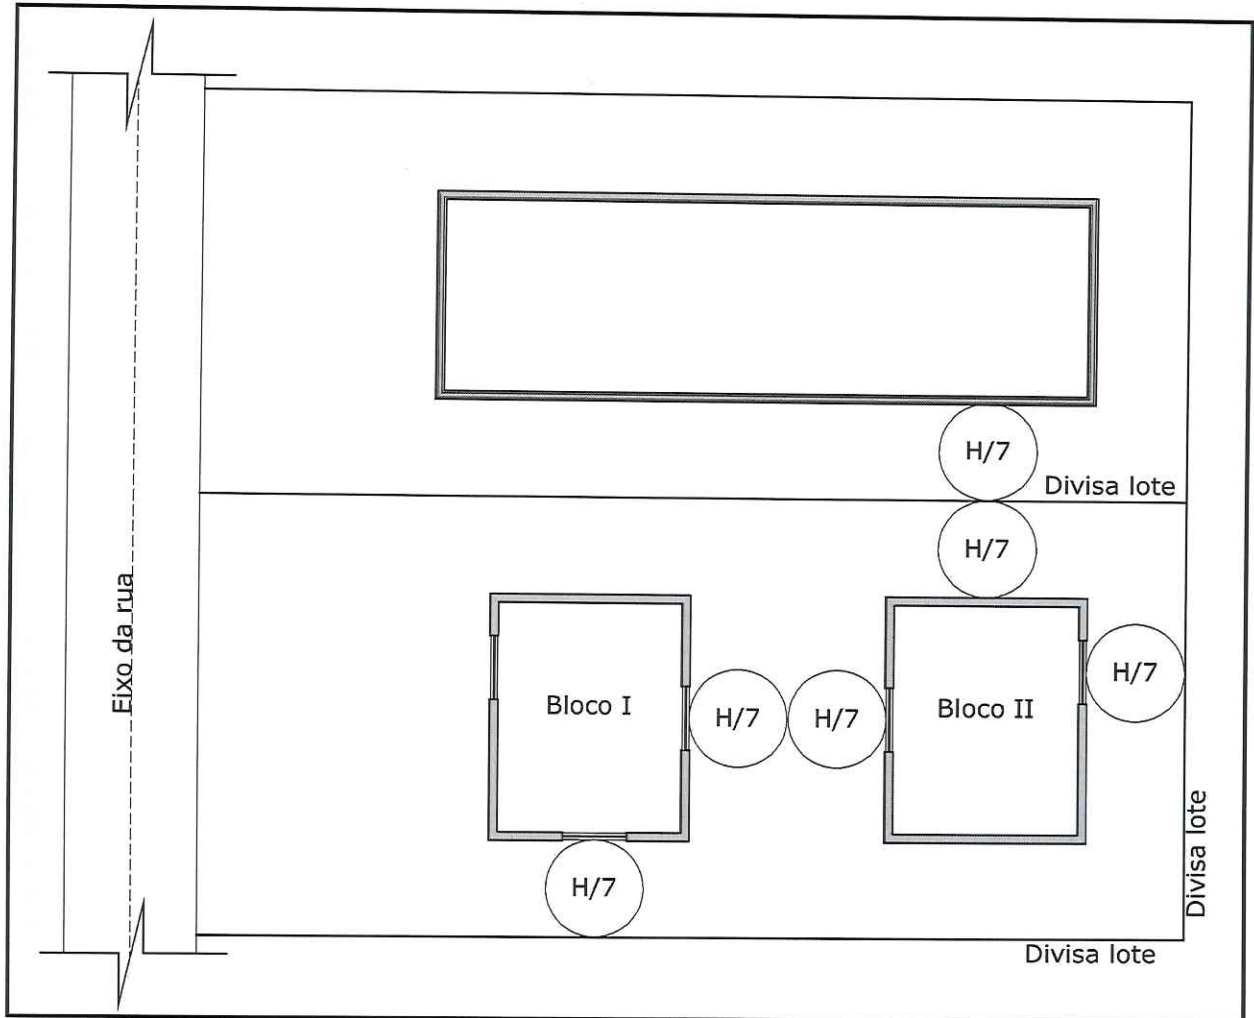 H/7
Divisa lote
H/7
Eixo da rua
Bloco I
H/7
H/7
Bloco II
H/7
H/7
Divisa lote
Divisa lote